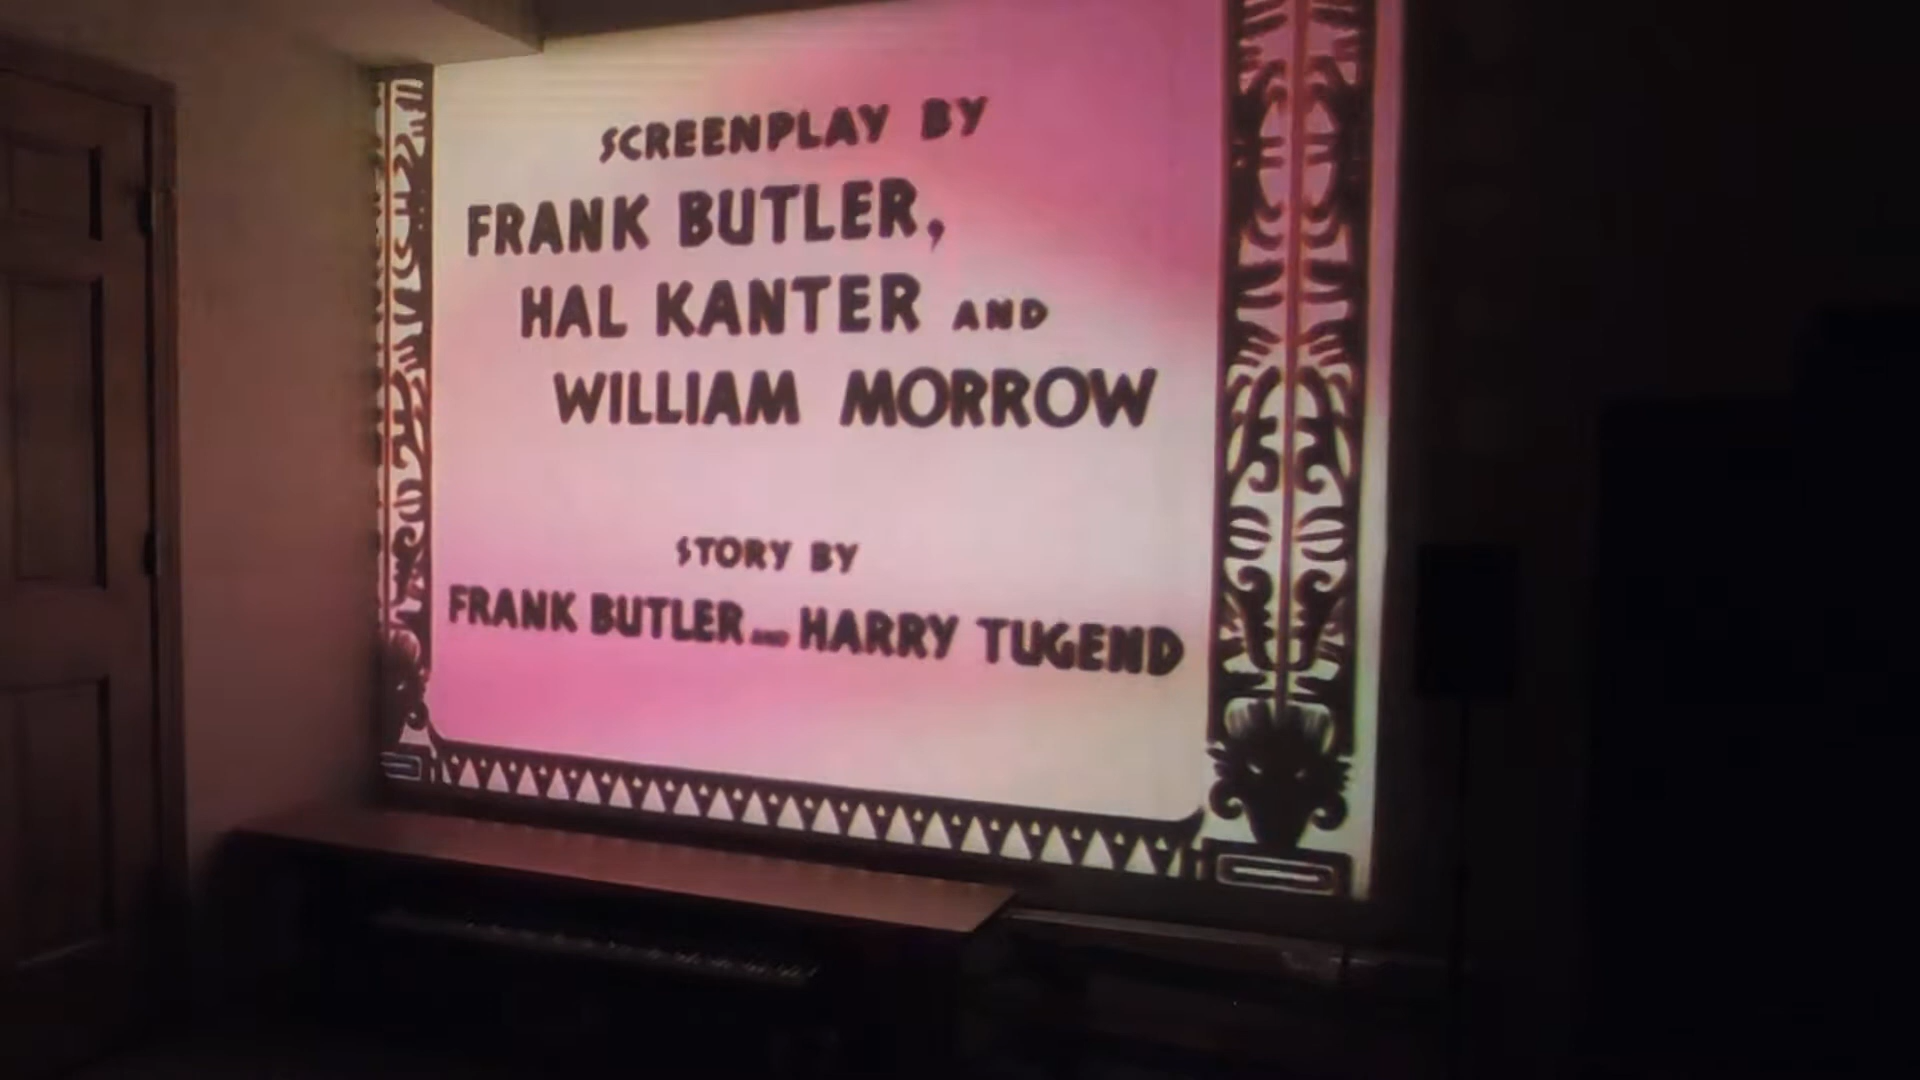 SCREENPLAY BY
FRANK BUTLER,
HAL KANTER AND
WILLIAM MORROW
STORY BY
FRANK BUTLER AND HARRY TUGEND